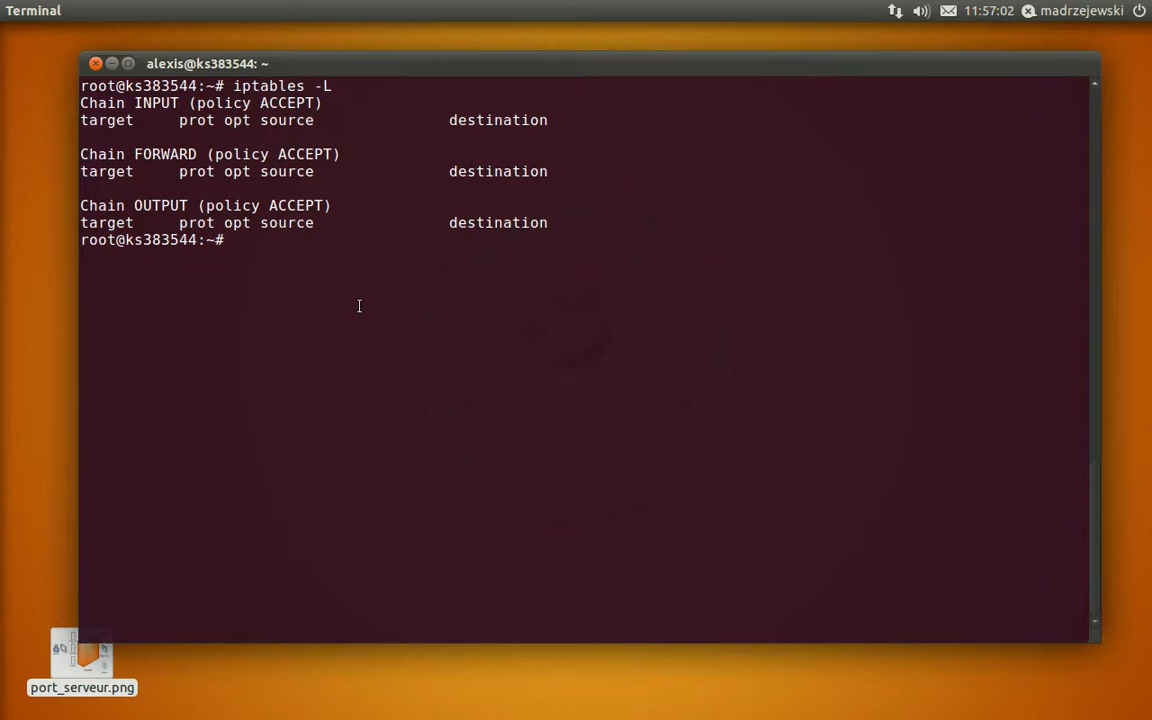 Terminal
11:57:02
madrzejewski
alexis@ks383544: ~
root@ks383544:~# iptables -L
Chain INPUT (policy ACCEPT)
target     prot opt source               destination
Chain FORWARD (policy ACCEPT)
target     prot opt source               destination
Chain OUTPUT (policy ACCEPT)
target     prot opt source               destination
root@ks383544:~#
port_serveur.png